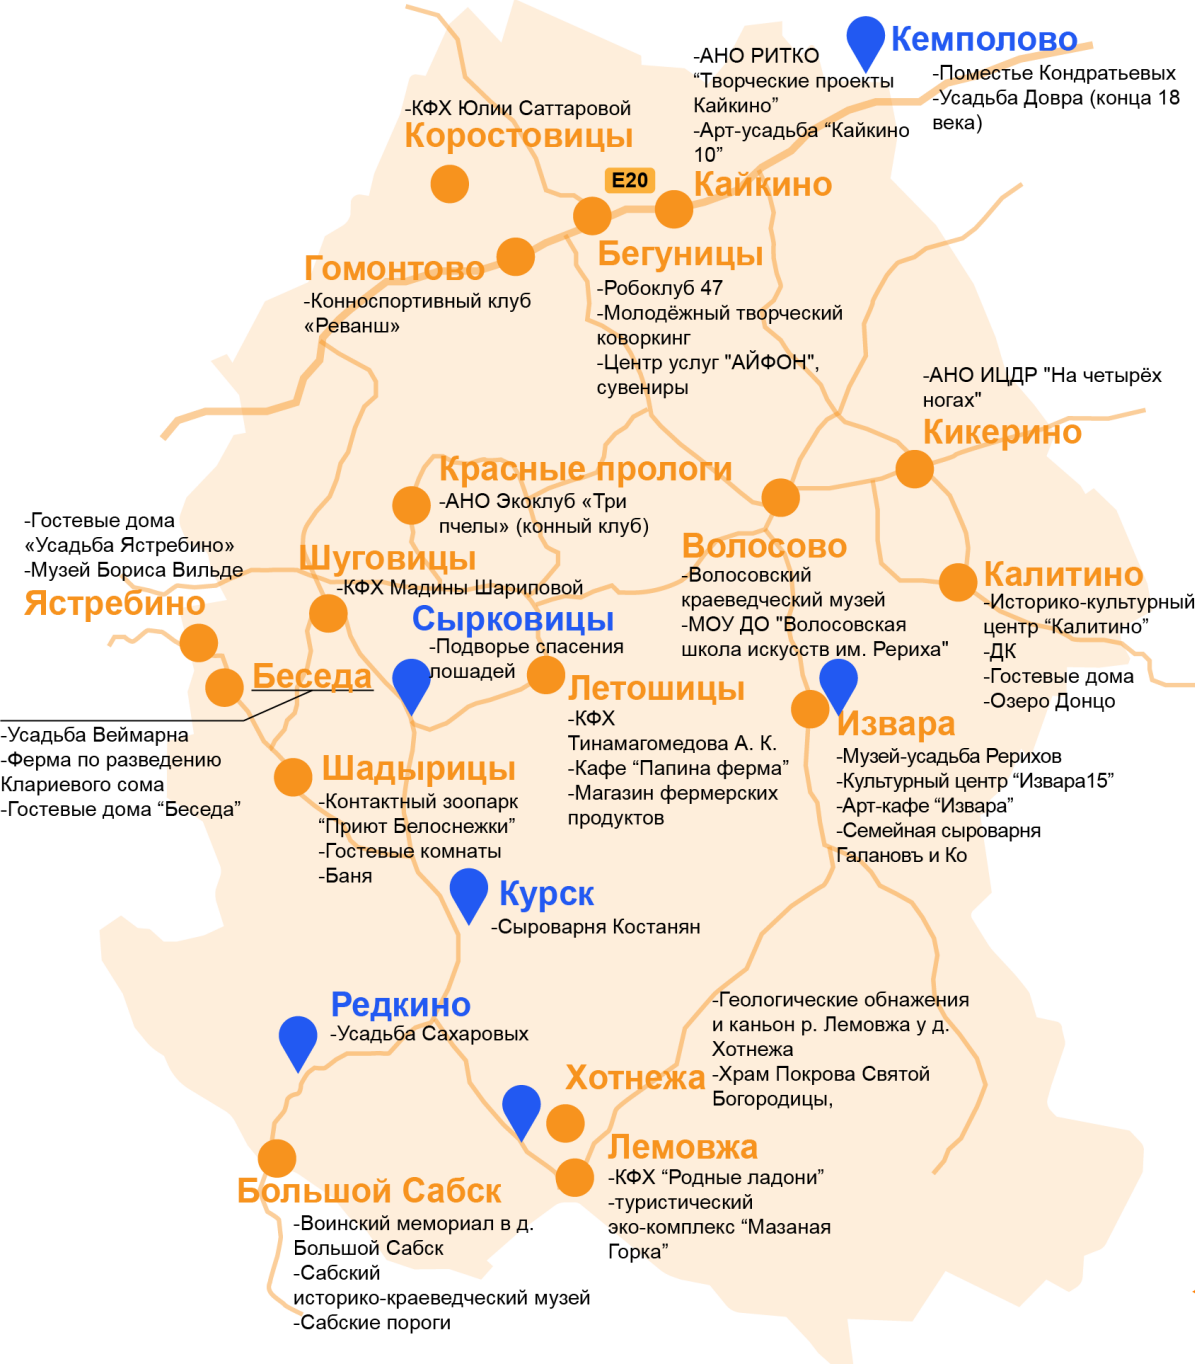 Кемполово
-Поместье Кондратьевых
-Усадьба Довра (конца 18
века)
-АНО РИТКО
“Творческие проекты
Кайкино”
-Арт-усадьба “Кайкино
10”
Кайкино
-КФХ Юлии Саттаровой
Коростовицы
E20
Бегуницы
-Робоклуб 47
-Молодёжный творческий
коворкинг
-Центр услуг "АЙФОН",
сувениры
Гомонтово
-Конноспортивный клуб
«Реванш»
-АНО ИЦДР "На четырёх
ногах"
Кикерино
Красные прологи
-АНО Экоклуб «Три
пчелы» (конный клуб)
-Гостевые дома
«Усадьба Ястребино»
-Музей Бориса Вильде
Ястребино
Шуговицы
-КФХ Мадины Шариповой
Сырковицы
-Подворье спасения
лошадей
Волосово
-Волосовский
краеведческий музей
-МОУ ДО "Волосовская
школа искусств им. Рериха"
Калитино
-Историко-культурный
центр “Калитино”
-ДК
-Гостевые дома
-Озеро Донцо
Беседа
-Усадьба Веймарна
-Ферма по разведению
Клариевого сома
-Гостевые дома “Беседа”
Летошицы
-КФХ
Тинамагомедова А. К.
-Кафе “Папина ферма”
-Магазин фермерских
продуктов
Извара
-Музей-усадьба Рерихов
-Культурный центр “Извара15”
-Арт-кафе “Извара”
-Семейная сыроварня
Галановъ и Ко
Шадырицы
-Контактный зоопарк
“Приют Белоснежки”
-Гостевые комнаты
-Баня
Курск
-Сыроварня Костанян
Редкино
-Усадьба Сахаровых
-Геологические обнажения
и каньон р. Лемовжа у д.
Хотнежа
-Храм Покрова Святой
Богородицы,
Хотнежа
Лемовжа
-КФХ “Родные ладони”
-туристический
эко-комплекс “Мазаная
Горка”
Большой Сабск
-Воинский мемориал в д.
Большой Сабск
-Сабский
историко-краеведческий музей
-Сабские пороги